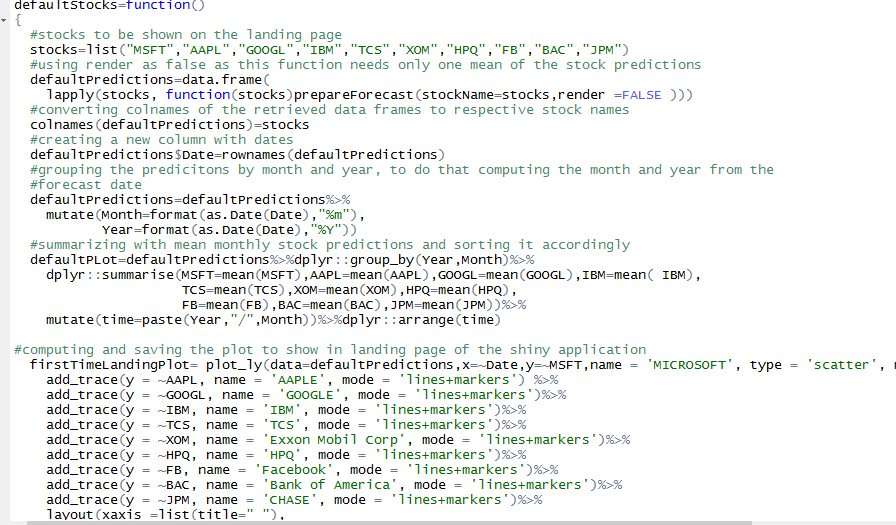 defaultStocks=function()
{
  #stocks to be shown on the landing page
  stocks=list("MSFT","AAPL","GOOGL","IBM","TCS","XOM","HPQ","FB","BAC","JPM")
  #using render as false as this function needs only one mean of the stock predictions
  defaultPredictions=data.frame(
    lapply(stocks, function(stocks)prepareForecast(stockName=stocks,render =FALSE )))
  #converting colnames of the retrieved data frames to respective stock names
  colnames(defaultPredictions)=stocks
  #creating a new column with dates
  defaultPredictions$Date=rownames(defaultPredictions)
  #grouping the predicitons by month and year, to do that computing the month and year from the
  #forecast date
  defaultPredictions=defaultPredictions%>%
    mutate(Month=format(as.Date(Date),"%m"),
           Year=format(as.Date(Date),"%Y"))
  #summarizing with mean monthly stock predictions and sorting it accordingly
  defaultPLot=defaultPredictions%>%dplyr::group_by(Year,Month)%>%
    dplyr::summarise(MSFT=mean(MSFT),AAPL=mean(AAPL),GOOGL=mean(GOOGL),IBM=mean( IBM),
                     TCS=mean(TCS),XOM=mean(XOM),HPQ=mean(HPQ),
                     FB=mean(FB),BAC=mean(BAC),JPM=mean(JPM))%>%
    mutate(time=paste(Year,"/",Month))%>%dplyr::arrange(time)
#computing and saving the plot to show in landing page of the shiny application
  firstTimeLandingPlot= plot_ly(data=defaultPredictions,x=~Date,y=~MSFT,name = 'MICROSOFT', type = 'scatter',
    add_trace(y = ~AAPL, name = 'AAPLE', mode = 'lines+markers') %>%
    add_trace(y = ~GOOGL, name = 'GOOGLE', mode = 'lines+markers')%>%
    add_trace(y = ~IBM, name = 'IBM', mode = 'lines+markers')%>%
    add_trace(y = ~TCS, name = 'TCS', mode = 'lines+markers')%>%
    add_trace(y = ~XOM, name = 'Exxon Mobil Corp', mode = 'lines+markers')%>%
    add_trace(y = ~HPQ, name = 'HPQ', mode = 'lines+markers')%>%
    add_trace(y = ~FB, name = 'Facebook', mode = 'lines+markers')%>%
    add_trace(y = ~BAC, name = 'Bank of America', mode = 'lines+markers')%>%
    add_trace(y = ~JPM, name = 'CHASE', mode = 'lines+markers')%>%
    layout(xaxis =list(title=" "),